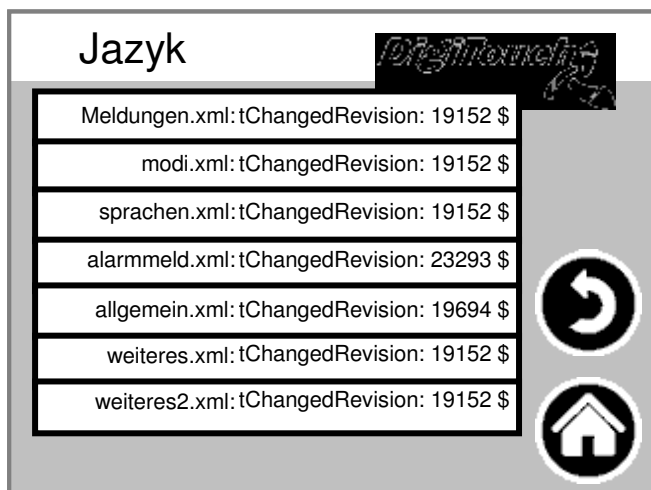 Jazyk
DigiTouch
Meldungen.xml: tChangedRevision: 19152 $
modi.xml: tChangedRevision: 19152 $
sprachen.xml: tChangedRevision: 19152 $
alarmmeld.xml: tChangedRevision: 23293 $
allgemein.xml: tChangedRevision: 19694 $
weiteres.xml: tChangedRevision: 19152 $
weiteres2.xml: tChangedRevision: 19152 $